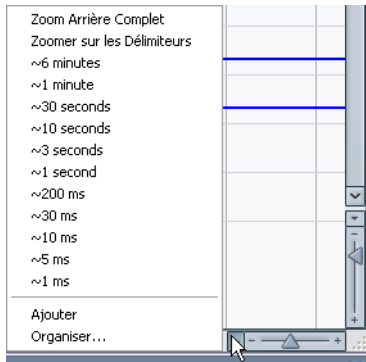 Zoom Arrière Complet
Zoomer sur les Délimiteurs
~6 minutes
~1 minute
~30 seconds
~10 seconds
~3 seconds
~1 second
~200 ms
~30 ms
~10 ms
~5 ms
~1 ms
Ajouter
Organiser...